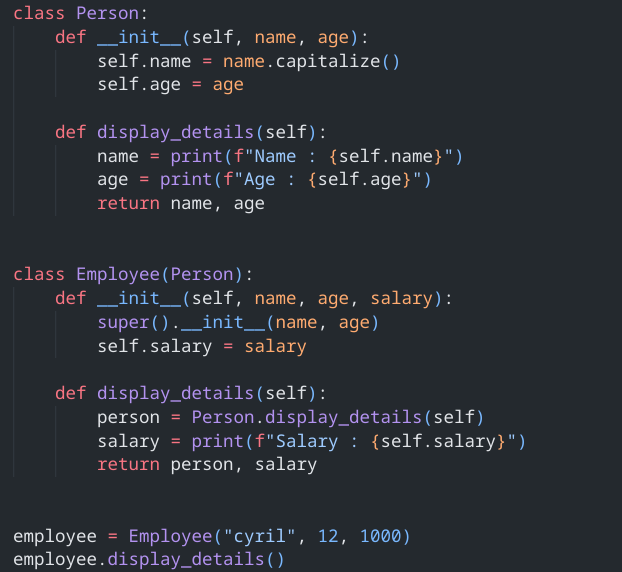 class Person:
    def __init__(self, name, age):
        self.name = name.capitalize()
        self.age = age

    def display_details(self):
        name = print(f"Name : {self.name}")
        age = print(f"Age : {self.age}")
        return name, age


class Employee(Person):
    def __init__(self, name, age, salary):
        super().__init__(name, age)
        self.salary = salary

    def display_details(self):
        person = Person.display_details(self)
        salary = print(f"Salary : {self.salary}")
        return person, salary


employee = Employee("cyril", 12, 1000)
employee.display_details()